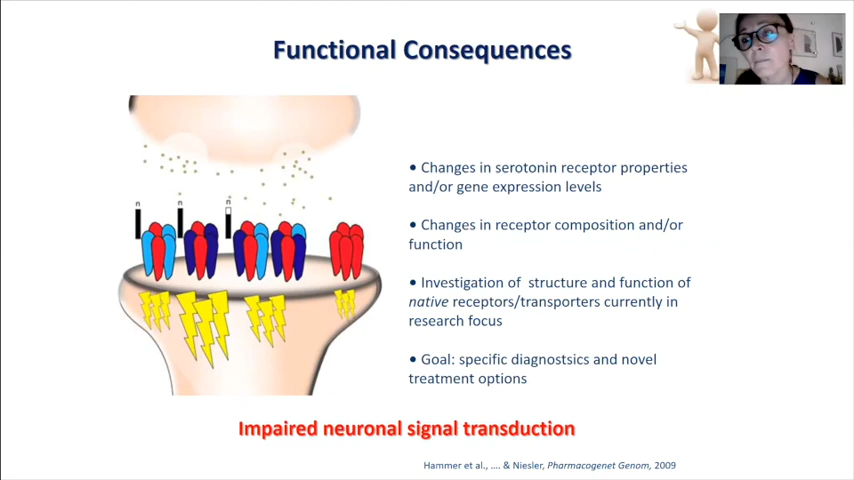 Functional Consequences
n
n
n
• Changes in serotonin receptor properties
and/or gene expression levels
• Changes in receptor composition and/or
function
• Investigation of structure and function of
native receptors/transporters currently in
research focus
• Goal: specific diagnostsics and novel
treatment options
Impaired neuronal signal transduction
Hammer et al., .... & Niesler, Pharmacogenet Genom, 2009